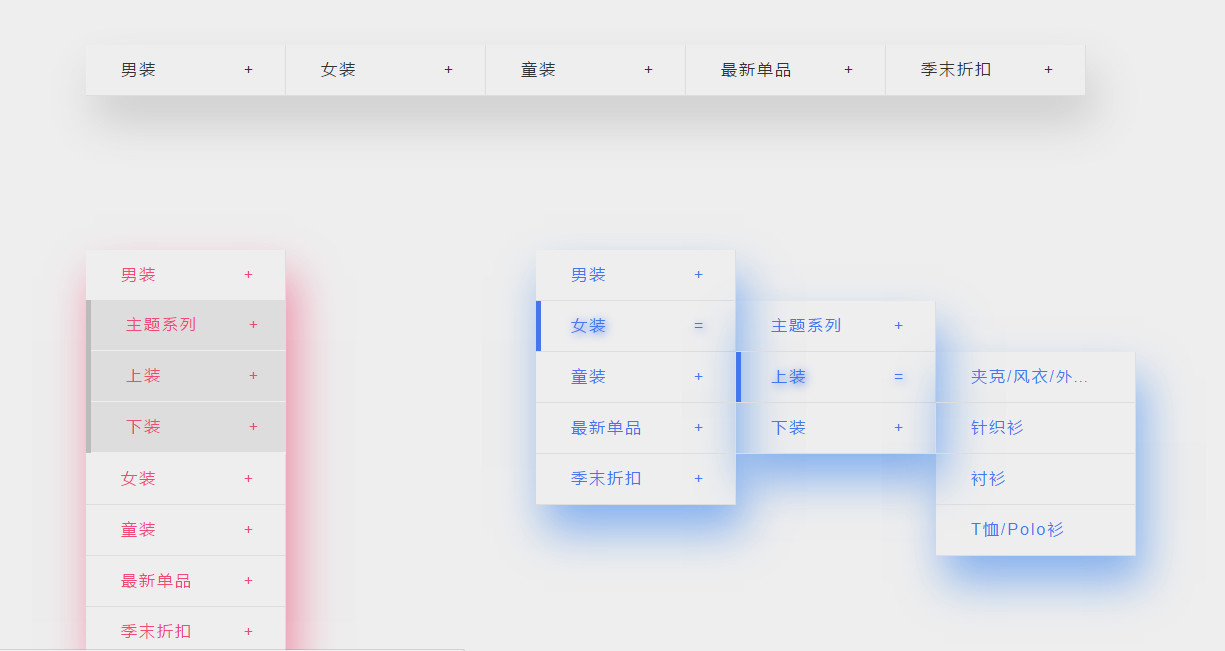 男装 + 女装 + 童装 + 最新单品 + 季末折扣 +
男装 +
主题系列 +
上装 +
下装 +
女装 +
童装 +
最新单品 +
季末折扣 +
男装 +
女装 =
童装 +
最新单品 +
季末折扣 +
主题系列 +
上装 =
下装 +
夹克/风衣/外...
针织衫
衬衫
T恤/Polo衫